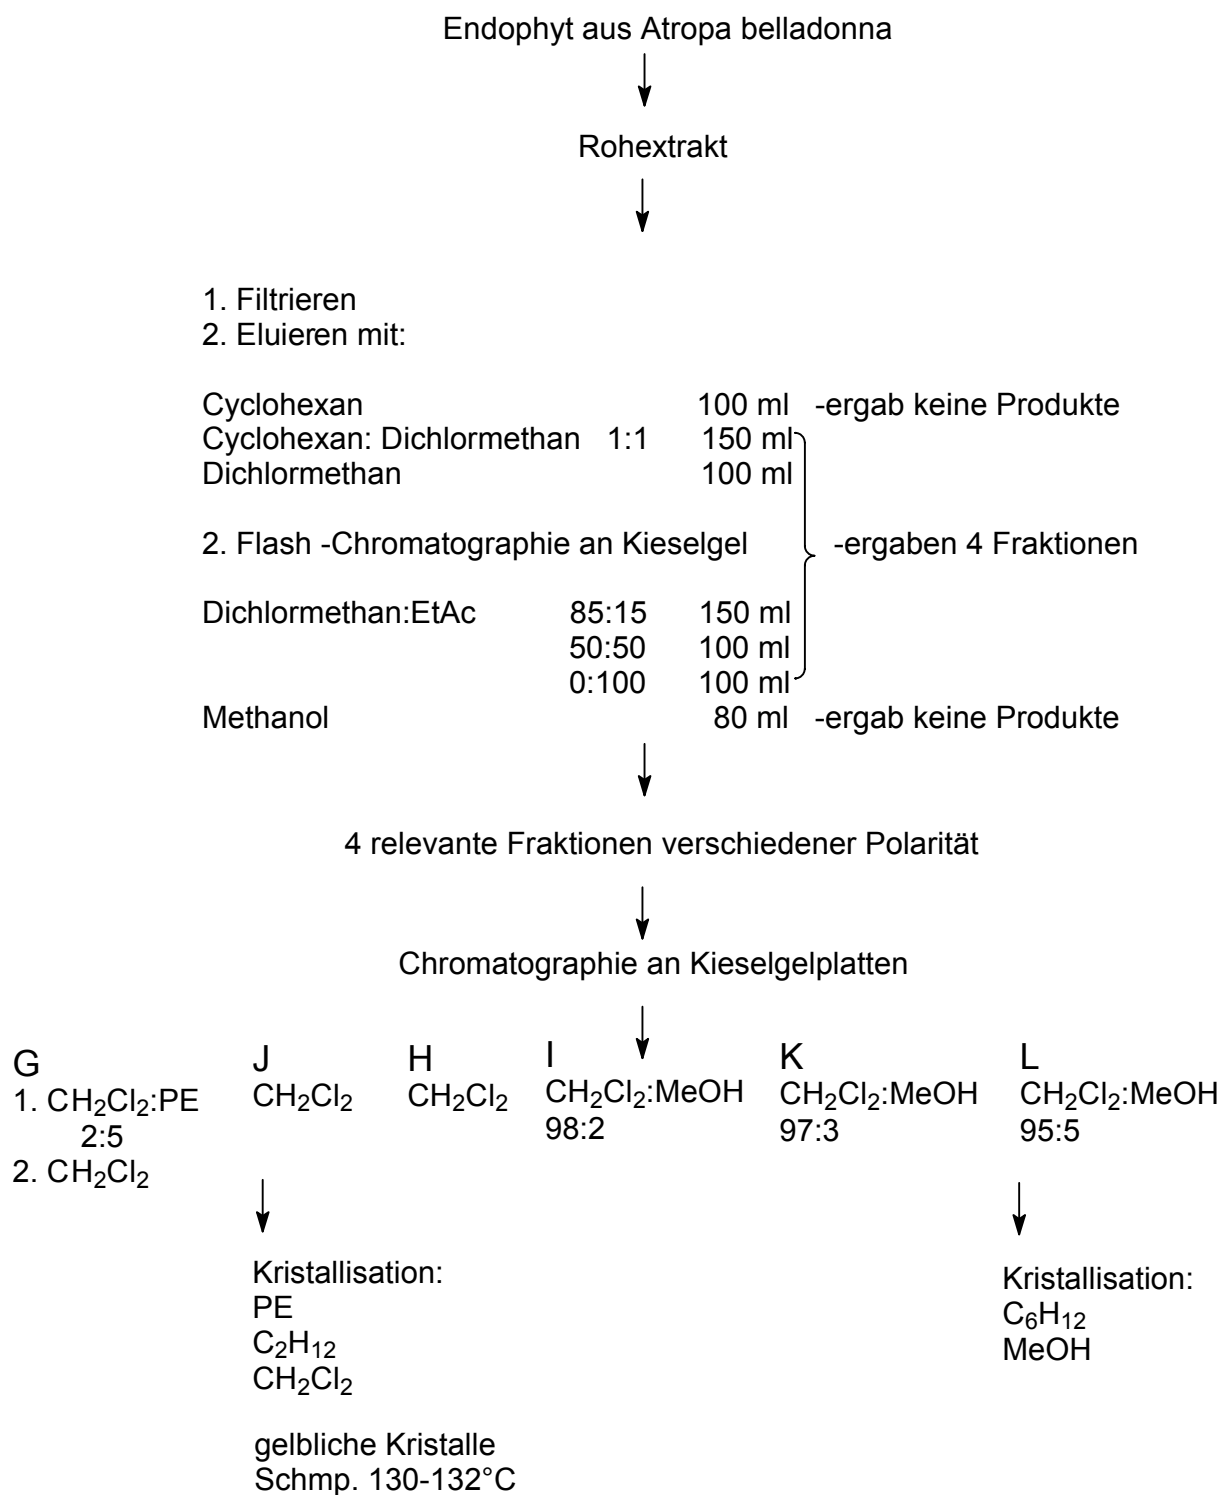 Endophyt aus Atropa belladonna
Rohextrakt
1. Filtrieren
2. Eluieren mit:
Cyclohexan 100 ml -ergab keine Produkte
Cyclohexan: Dichlormethan 1:1 150 ml
Dichlormethan 100 ml
2. Flash -Chromatographie an Kieselgel -ergaben 4 Fraktionen
Dichlormethan:EtAc 85:15 150 ml
50:50 100 ml
0:100 100 ml
Methanol 80 ml -ergab keine Produkte
4 relevante Fraktionen verschiedener Polarität
Chromatographie an Kieselgelplatten
G
1. CH₂Cl₂:PE
2:5
2. CH₂Cl₂
J
CH₂Cl₂
H
CH₂Cl₂
I
CH₂Cl₂:MeOH
98:2
K
CH₂Cl₂:MeOH
97:3
L
CH₂Cl₂:MeOH
95:5
Kristallisation:
PE
C₂H₁₂
CH₂Cl₂
gelbliche Kristalle
Schmp. 130-132°C
Kristallisation:
C₆H₁₂
MeOH